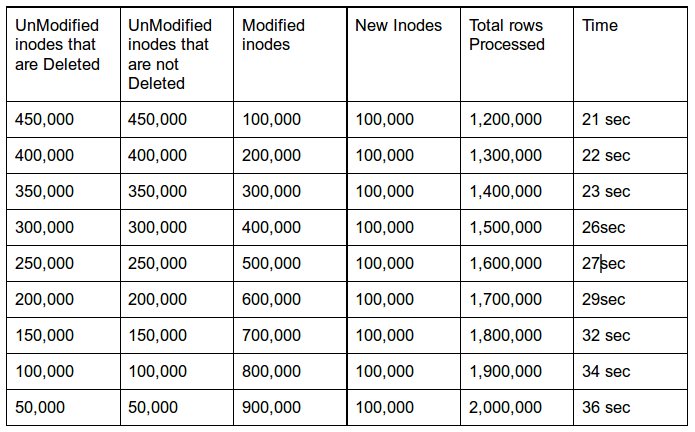 UnModified inodes that are Deleted | UnModified inodes that are not Deleted | Modified inodes | New Inodes | Total rows Processed | Time
450,000 | 450,000 | 100,000 | 100,000 | 1,200,000 | 21 sec
400,000 | 400,000 | 200,000 | 100,000 | 1,300,000 | 22 sec
350,000 | 350,000 | 300,000 | 100,000 | 1,400,000 | 23 sec
300,000 | 300,000 | 400,000 | 100,000 | 1,500,000 | 26sec
250,000 | 250,000 | 500,000 | 100,000 | 1,600,000 | 27sec
200,000 | 200,000 | 600,000 | 100,000 | 1,700,000 | 29sec
150,000 | 150,000 | 700,000 | 100,000 | 1,800,000 | 32 sec
100,000 | 100,000 | 800,000 | 100,000 | 1,900,000 | 34 sec
50,000 | 50,000 | 900,000 | 100,000 | 2,000,000 | 36 sec